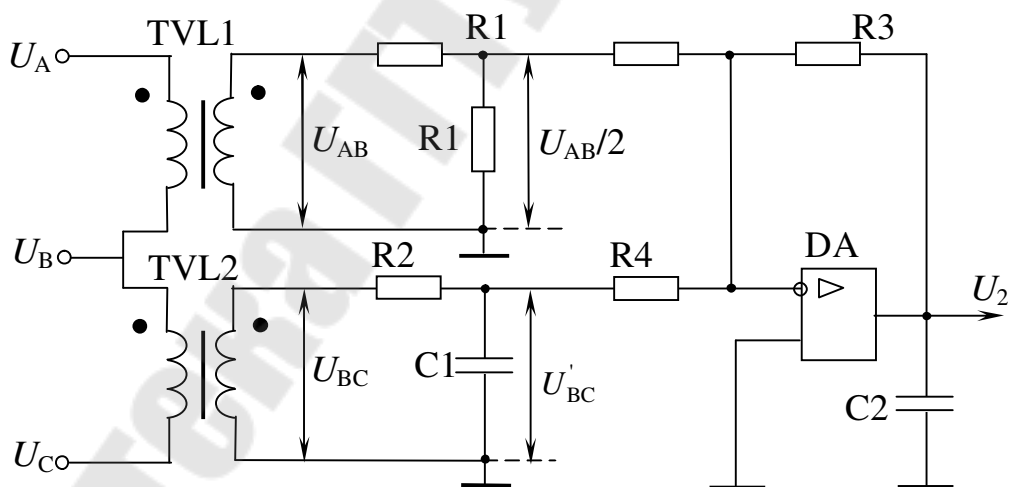 TVL1
R1
R3
U_A
U_AB
R1
U_AB/2
U_B
TVL2
R2
R4
DA
▷
U_2
U_BC
C1
U'_BC
C2
U_C